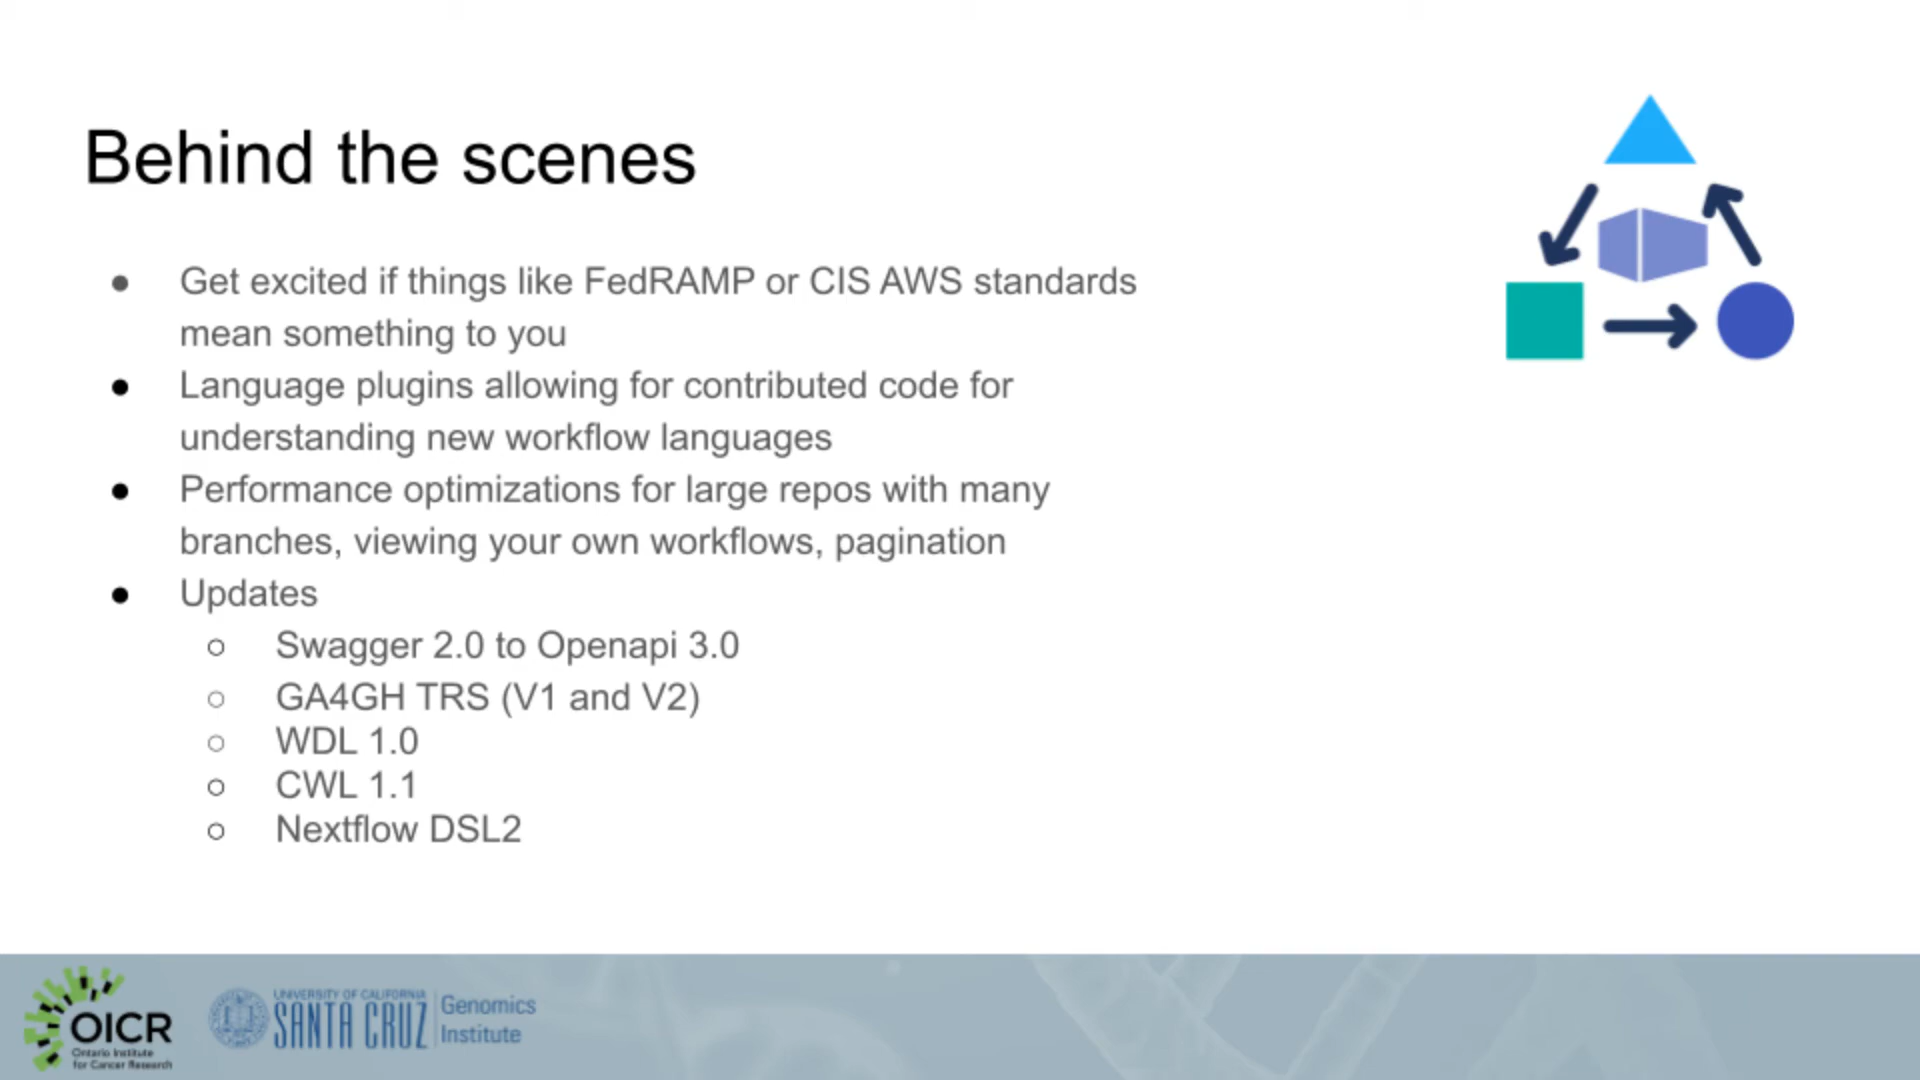 Behind the scenes
● Get excited if things like FedRAMP or CIS AWS standards
mean something to you
● Language plugins allowing for contributed code for
understanding new workflow languages
● Performance optimizations for large repos with many
branches, viewing your own workflows, pagination
● Updates
○ Swagger 2.0 to Openapi 3.0
○ GA4GH TRS (V1 and V2)
○ WDL 1.0
○ CWL 1.1
○ Nextflow DSL2
OICR
Ontario Institute
for Cancer Research
UNIVERSITY OF CALIFORNIA
SANTA CRUZ
Genomics
Institute